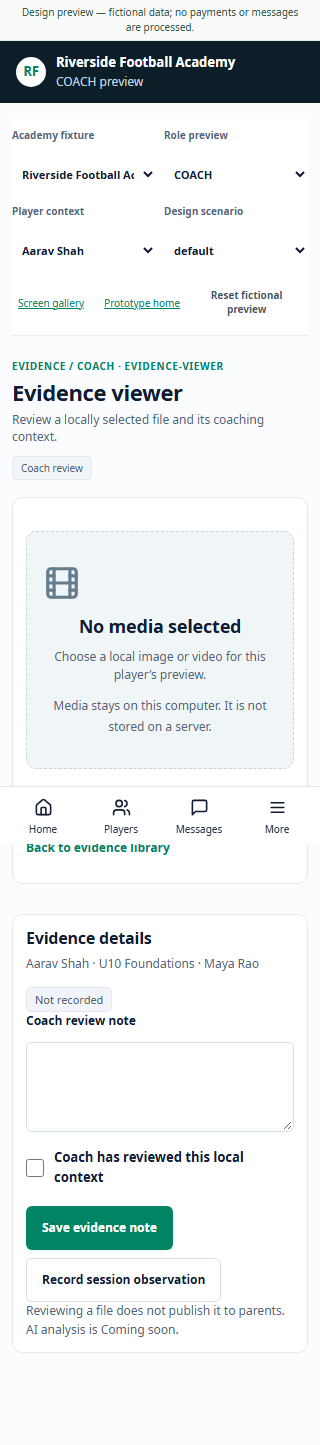 Design preview — fictional data; no payments or messages
are processed.
RF
Riverside Football Academy
COACH preview
Academy fixture
Role preview
Riverside Football Ac
COACH
Player context
Design scenario
Aarav Shah
default
Screen gallery
Prototype home
Reset fictional
preview
EVIDENCE / COACH · EVIDENCE-VIEWER
Evidence viewer
Review a locally selected file and its coaching
context.
Coach review
No media selected
Choose a local image or video for this
player's preview.
Media stays on this computer. It is not
stored on a server.
Home
Players
Messages
More
Back to evidence library
Evidence details
Aarav Shah · U10 Foundations · Maya Rao
Not recorded
Coach review note
Coach has reviewed this local
context
Save evidence note
Record session observation
Reviewing a file does not publish it to parents.
AI analysis is Coming soon.